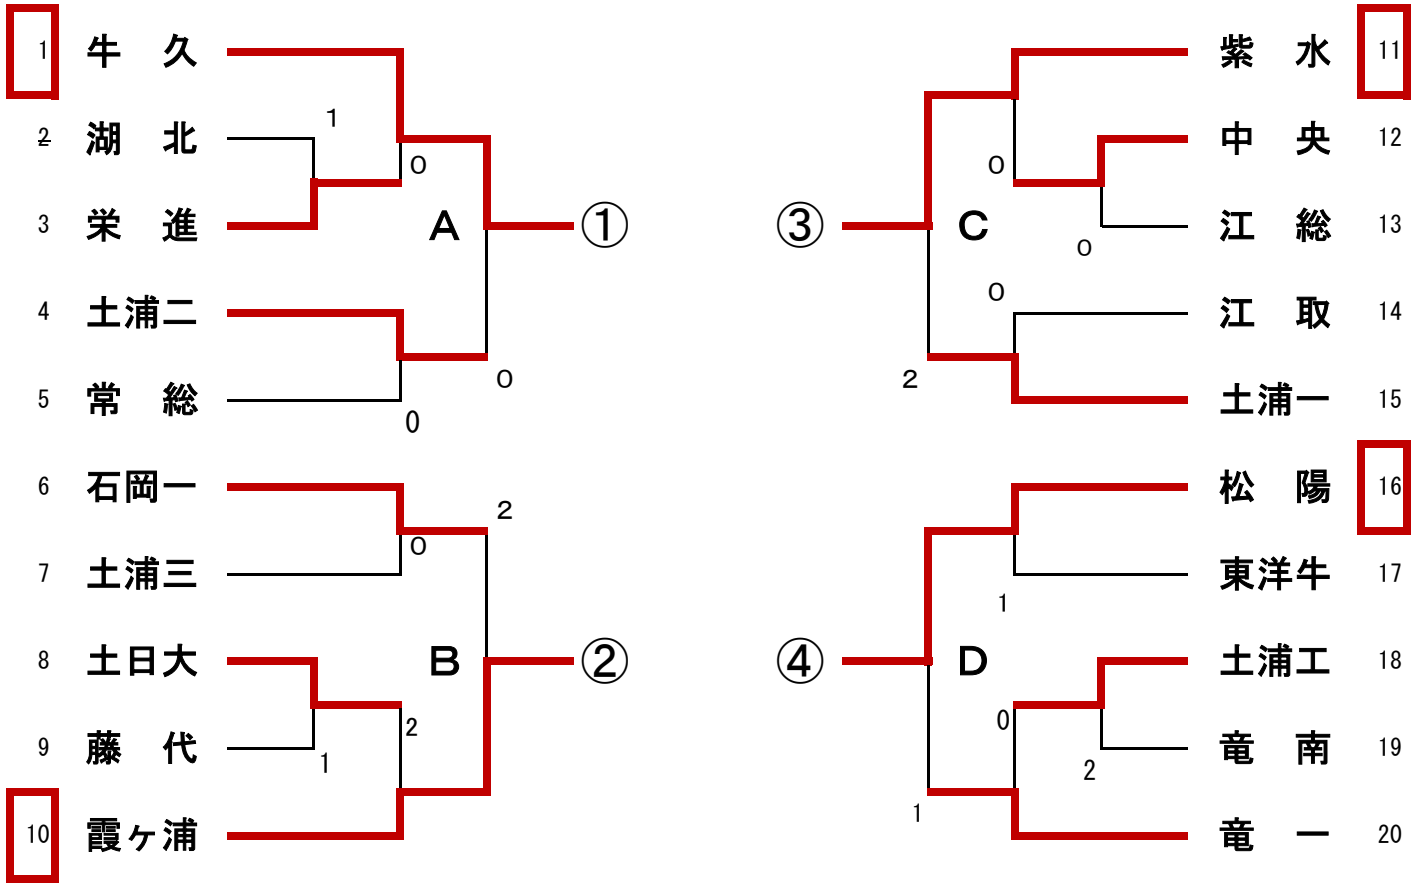 1 牛 久
1
2 湖 北
0
3 栄 進
A ①
4 土浦二
0
5 常 総
0
6 石岡一
2
0
7 土浦三
8 土日大
B ②
2
9 藤 代
1
10 霞ヶ浦
紫 水 11
中 央 12
0
③ C
江 総 13
0
0
江 取 14
2
土浦一 15
松 陽 16
東洋牛 17
1
④ D
土浦工 18
0
竜 南 19
2
1
竜 一 20